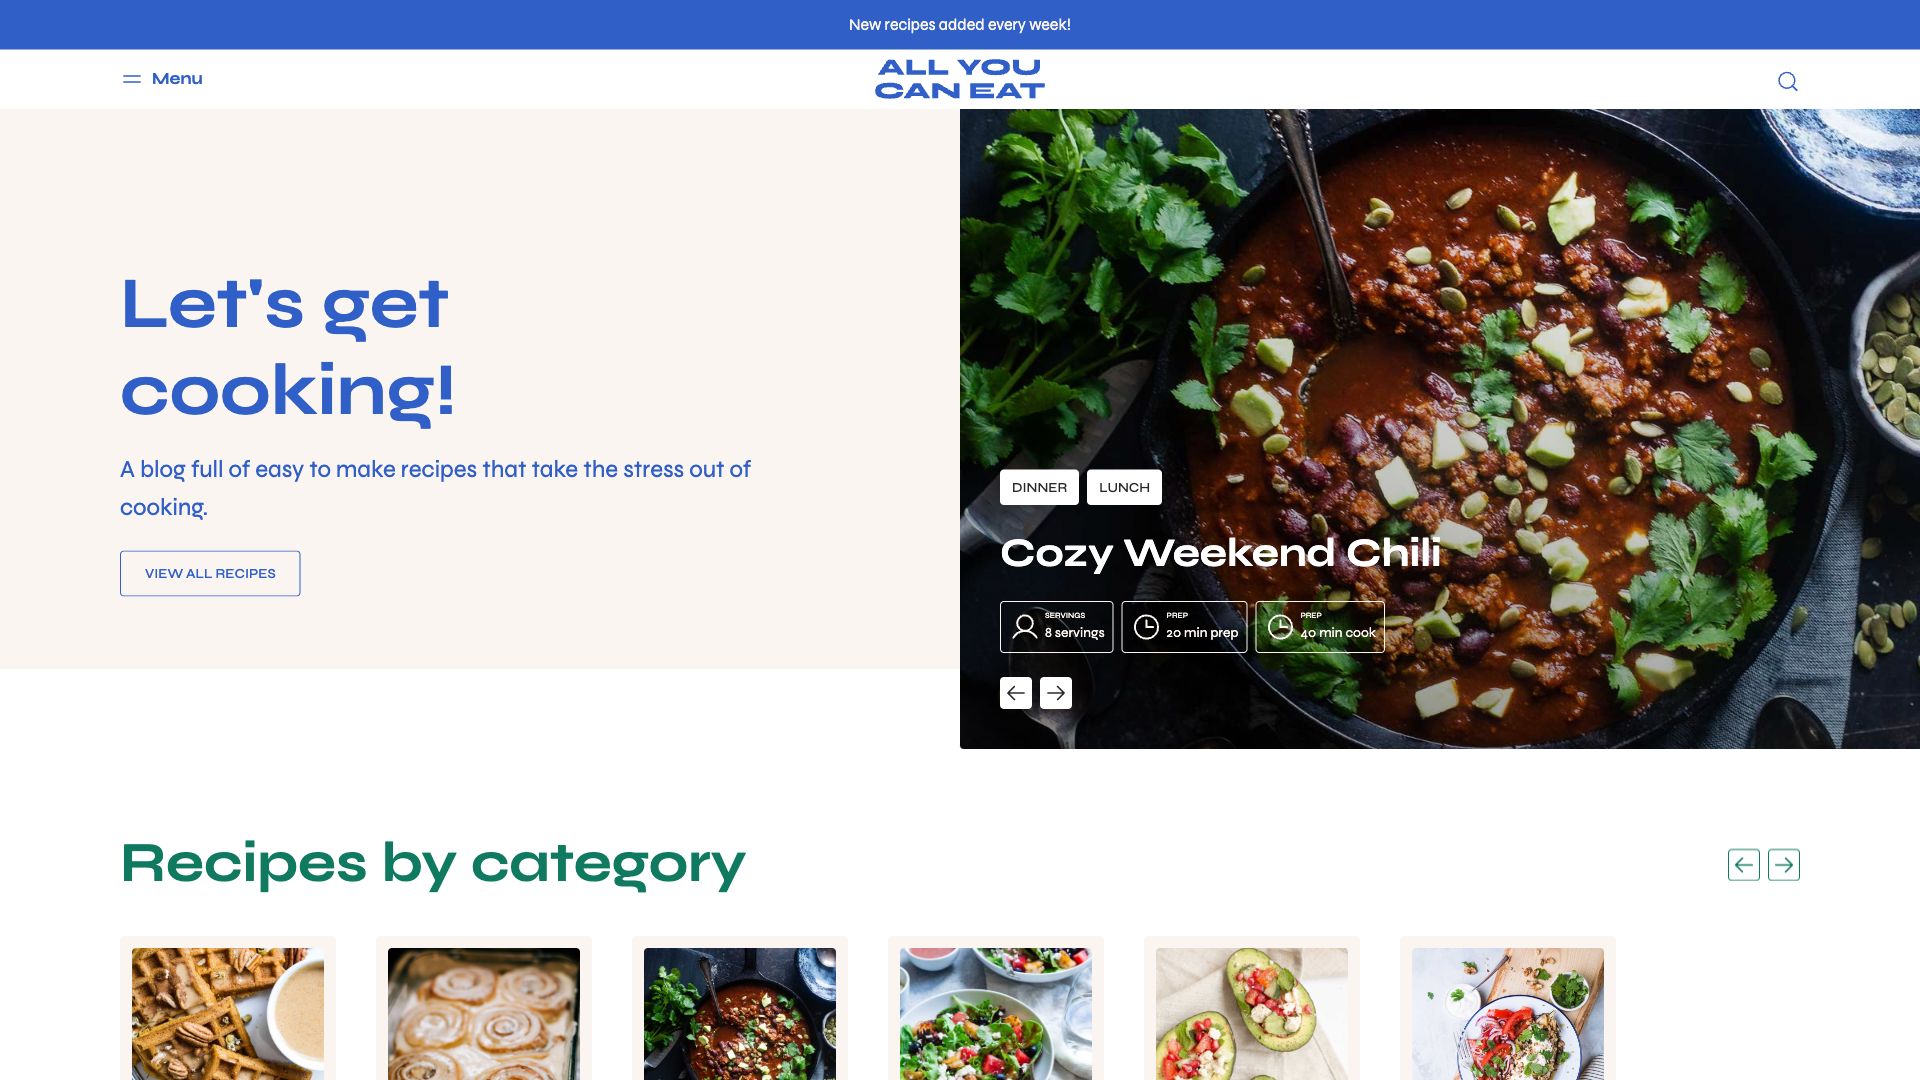 New recipes added every week!
Menu
ALL YOU
CAN EAT
Let's get
cooking!
A blog full of easy to make recipes that take the stress out of
cooking.
VIEW ALL RECIPES
DINNER
LUNCH
Cozy Weekend Chili
SERVINGS
8 servings
PREP
20 min prep
PREP
40 min cook
Recipes by category